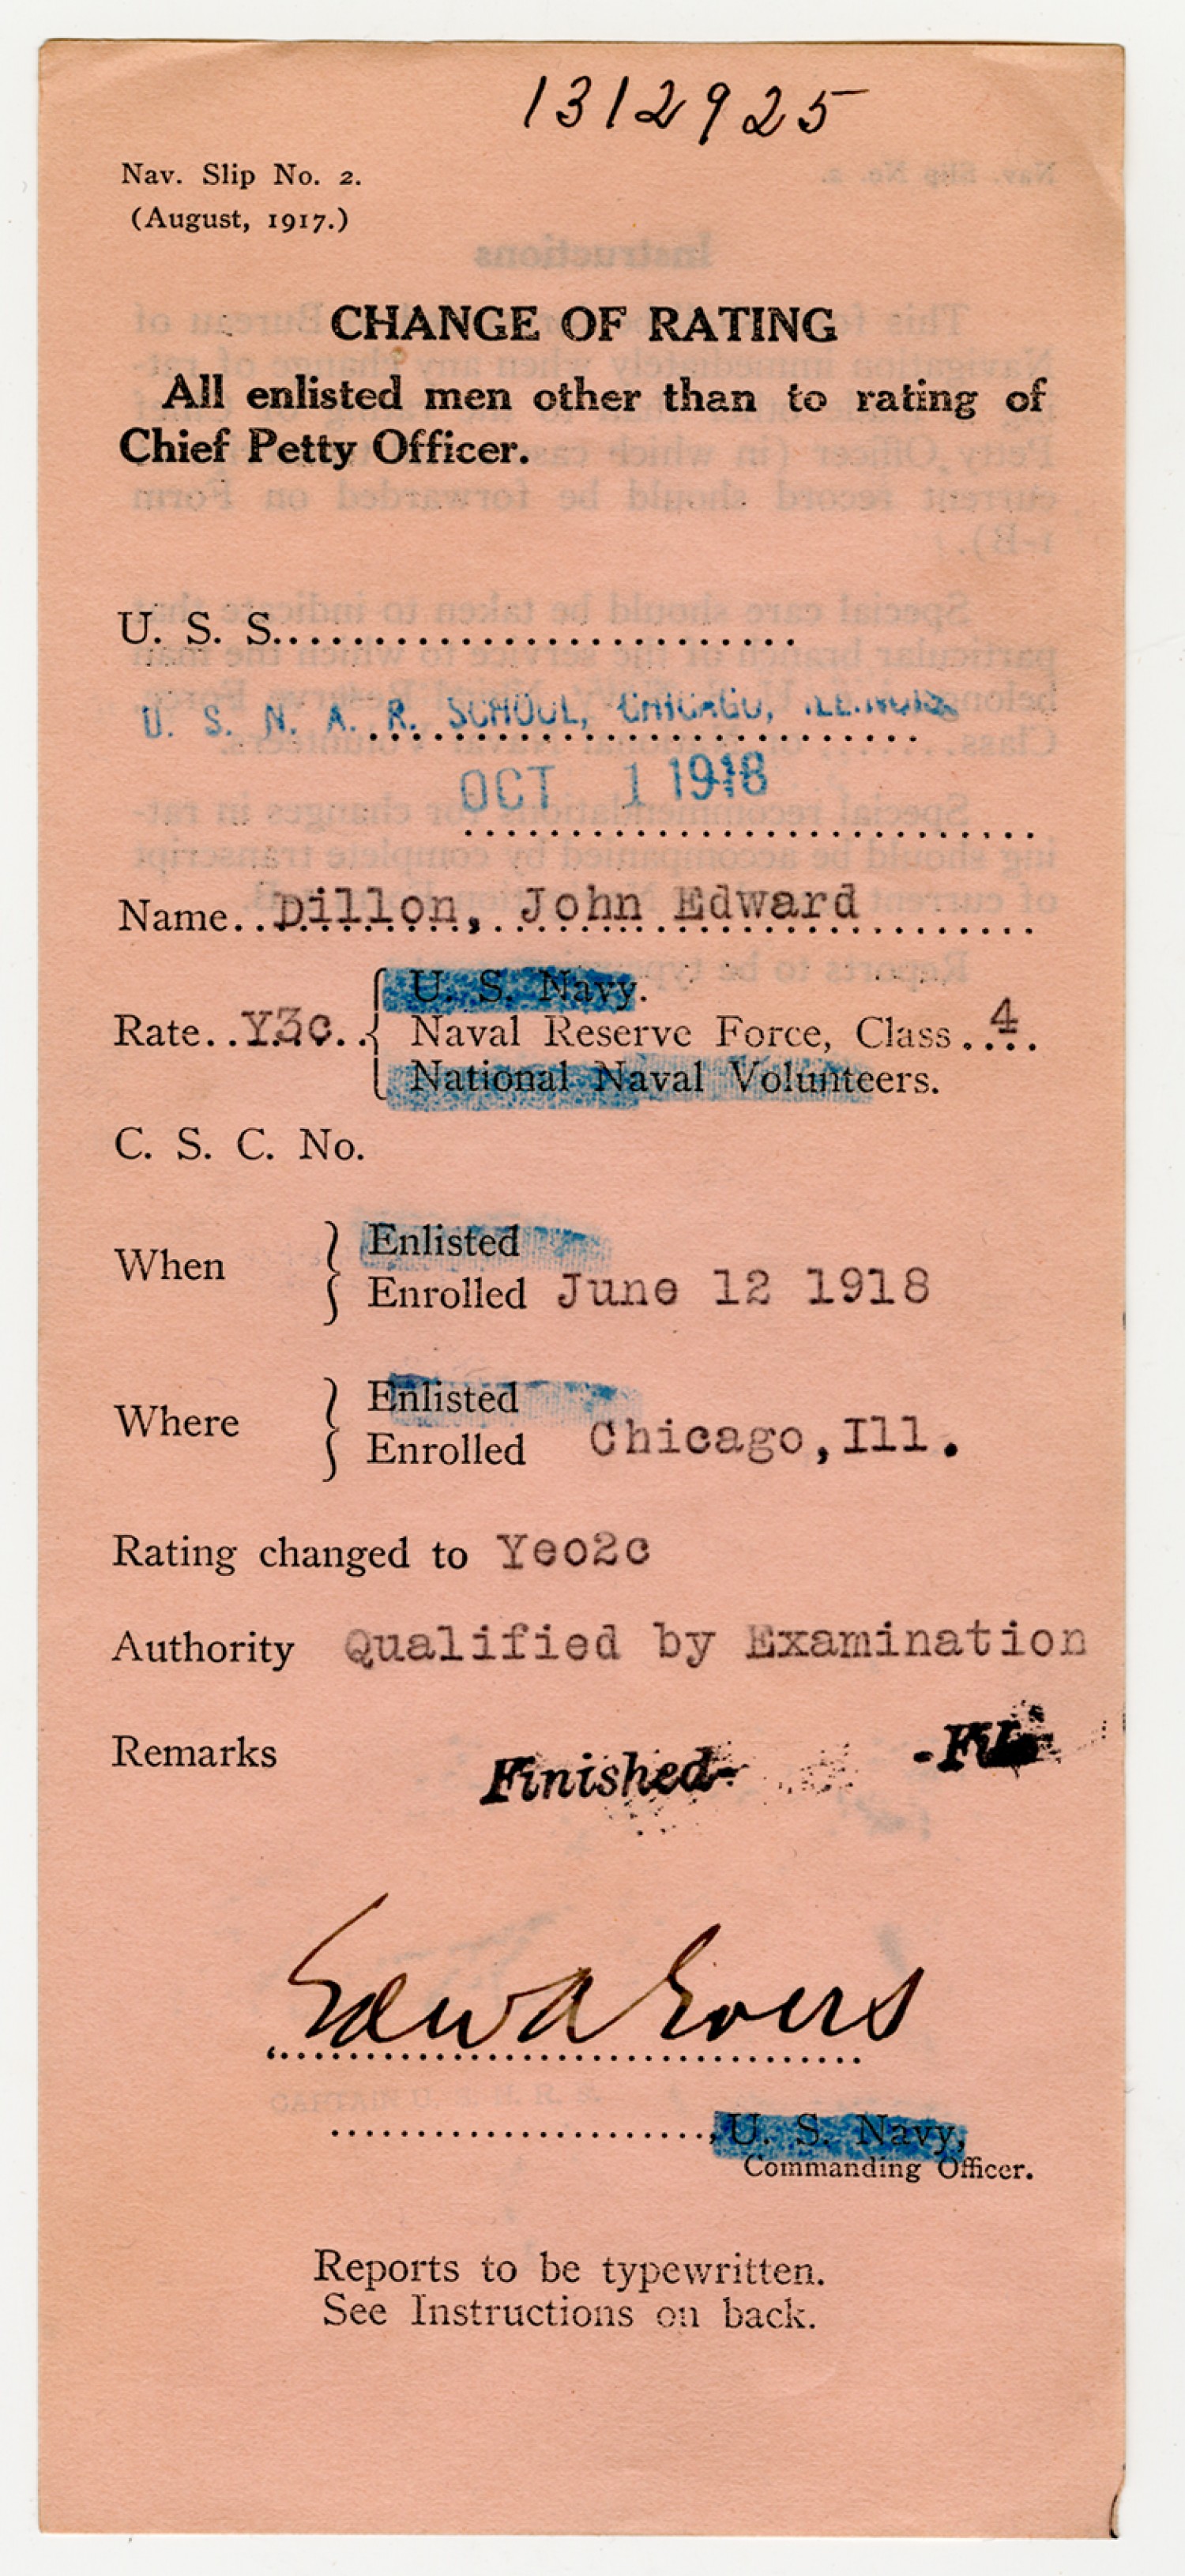 1312925
Nav. Slip No. 2.
(August, 1917.)
CHANGE OF RATING
All enlisted men other than to rating of
Chief Petty Officer.
U. S. S.
U. S. N. A. R. SCHOOL, CHICAGO, ILLINOIS
OCT 1 1918
Name Dillon, John Edward
U. S. Navy.
Rate Y3c. Naval Reserve Force, Class 4
National Naval Volunteers.
C. S. C. No.
When Enlisted
Enrolled June 12 1918
Where Enlisted
Enrolled Chicago, Ill.
Rating changed to Yeo2c
Authority Qualified by Examination
Remarks
Finished- -File
Edwd Evers
U. S. Navy,
Commanding Officer.
Reports to be typewritten.
See Instructions on back.